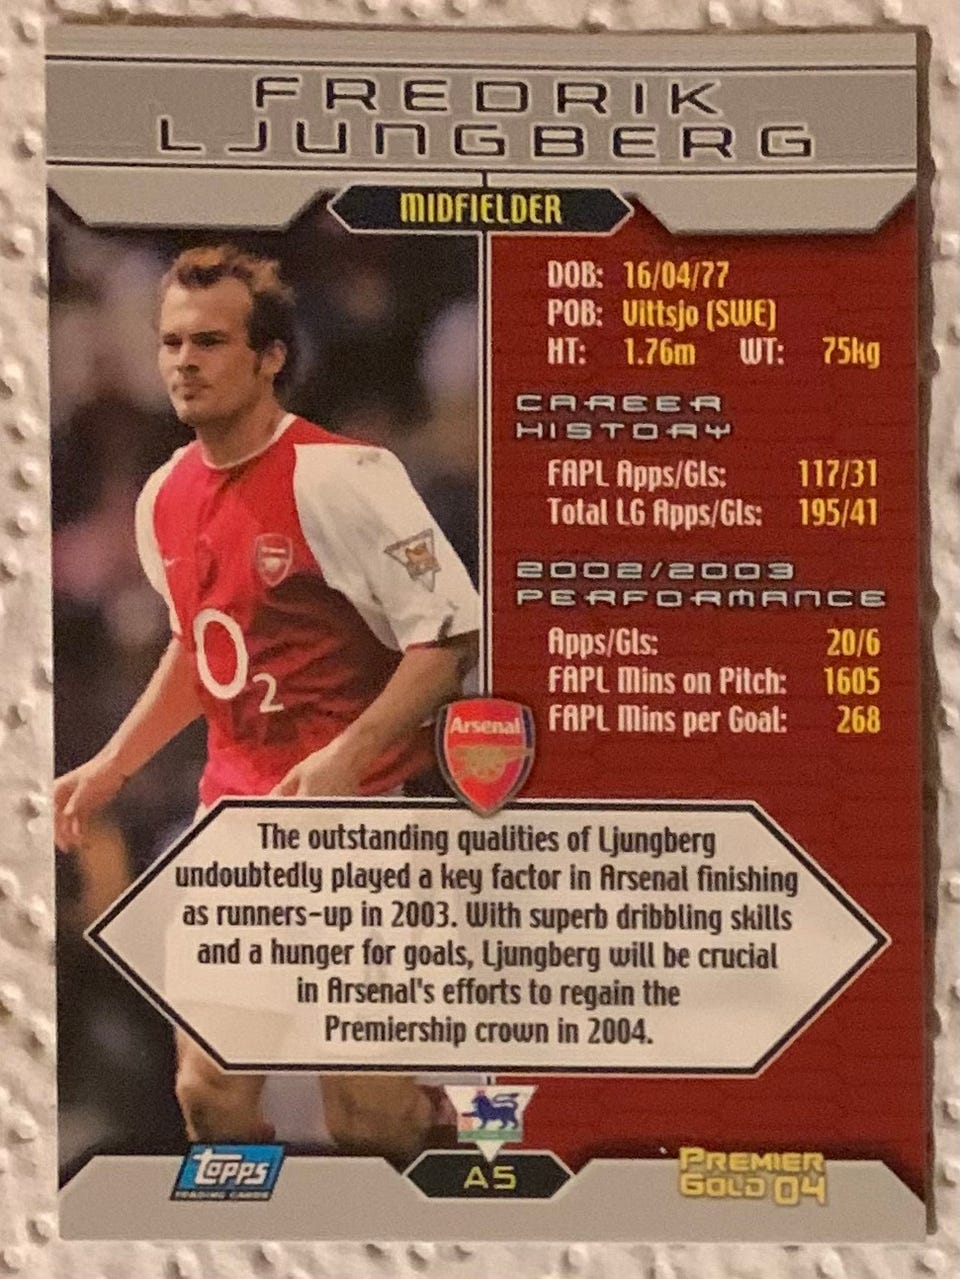 FREDRIK
LJUNGBERG
MIDFIELDER
DOB: 16/04/77
POB: Vittsjo (SWE)
HT: 1.76m WT: 75kg
CAREER
HISTORY
FAPL Apps/Gls: 117/31
Total LG Apps/Gls: 195/41
2002/2003
PERFORMANCE
Apps/Gls: 20/6
FAPL Mins on Pitch: 1605
FAPL Mins per Goal: 268
O2
Arsenal
The outstanding qualities of Ljungberg
undoubtedly played a key factor in Arsenal finishing
as runners-up in 2003. With superb dribbling skills
and a hunger for goals, Ljungberg will be crucial
in Arsenal's efforts to regain the
Premiership crown in 2004.
Topps
TRADING CARDS
A5
PREMIER
GOLD 04